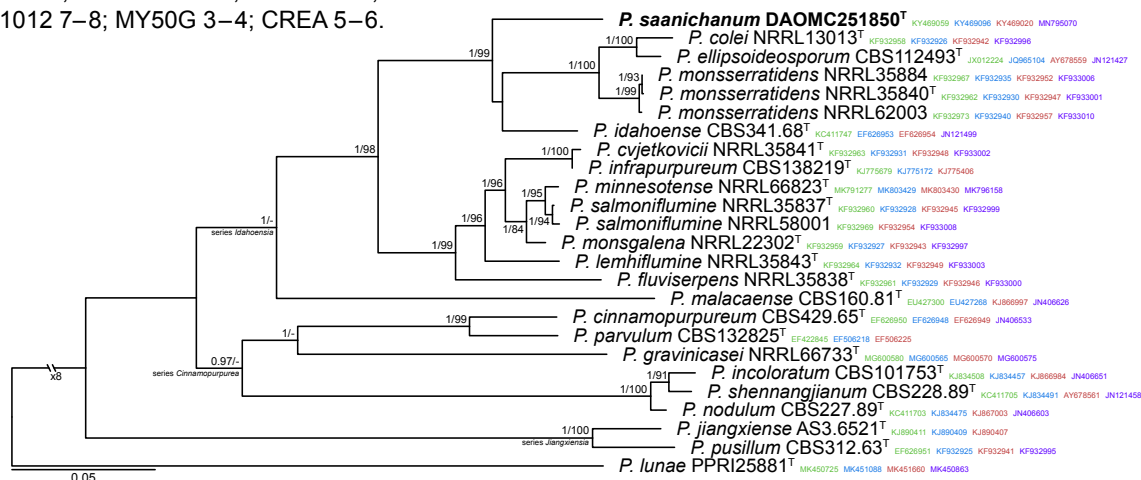 1012 7–8; MY50G 3–4; CREA 5–6.
P. saanichanum DAOMC251850ᵀ KY469059 KY469096 KY469020 MN795070
1/99
1/100
P. colei NRRL13013ᵀ KF932958 KF932926 KF932942 KF932996
P. ellipsoideosporum CBS112493ᵀ JX012224 JQ965104 AY678559 JN121427
1/100
1/93
P. monsserratidens NRRL35884 KF932967 KF932935 KF932952 KF933006
1/99
P. monsserratidens NRRL35840ᵀ KF932962 KF932930 KF932947 KF933001
P. monsserratidens NRRL62003 KF932973 KF932940 KF932957 KF933010
P. idahoense CBS341.68ᵀ KC411747 EF626953 EF626954 JN121499
1/98
1/100
P. cvjetkovicii NRRL35841ᵀ KF932963 KF932931 KF932948 KF933002
P. infrapurpureum CBS138219ᵀ KJ775679 KJ775172 KJ775406
1/96
P. minnesotense NRRL66823ᵀ MK791277 MK803429 MK803430 MK796158
1/95
P. salmoniflumine NRRL35837ᵀ KF932960 KF932928 KF932945 KF932999
1/96
1/94
P. salmoniflumine NRRL58001 KF932969 KF932954 KF933008
1/84
P. monsgalena NRRL22302ᵀ KF932959 KF932927 KF932943 KF932997
1/99
P. lemhiflumine NRRL35843ᵀ KF932964 KF932932 KF932949 KF933003
P. fluviserpens NRRL35838ᵀ KF932961 KF932929 KF932946 KF933000
1/-
series Idahoensia
P. malacaense CBS160.81ᵀ EU427300 EU427268 KJ866997 JN406626
1/99
P. cinnamopurpureum CBS429.65ᵀ EF626950 EF626948 EF626949 JN406533
1/-
P. parvulum CBS132825ᵀ EF422845 EF506218 EF506225
P. gravinicasei NRRL66733ᵀ MG600580 MG600565 MG600570 MG600575
0.97/-
series Cinnamopurpurea
1/91
P. incoloratum CBS101753ᵀ KJ834508 KJ834457 KJ866984 JN406651
1/100
P. shennangjianum CBS228.89ᵀ KC411705 KJ834491 AY678561 JN121458
P. nodulum CBS227.89ᵀ KC411703 KJ834475 KJ867003 JN406603
x8
1/100
series Jiangxiensia
P. jiangxiense AS3.6521ᵀ KJ890411 KJ890409 KJ890407
P. pusillum CBS312.63ᵀ EF626951 KF932925 KF932941 KF932995
P. lunae PPRI25881ᵀ MK450725 MK451088 MK451660 MK450863
0.05